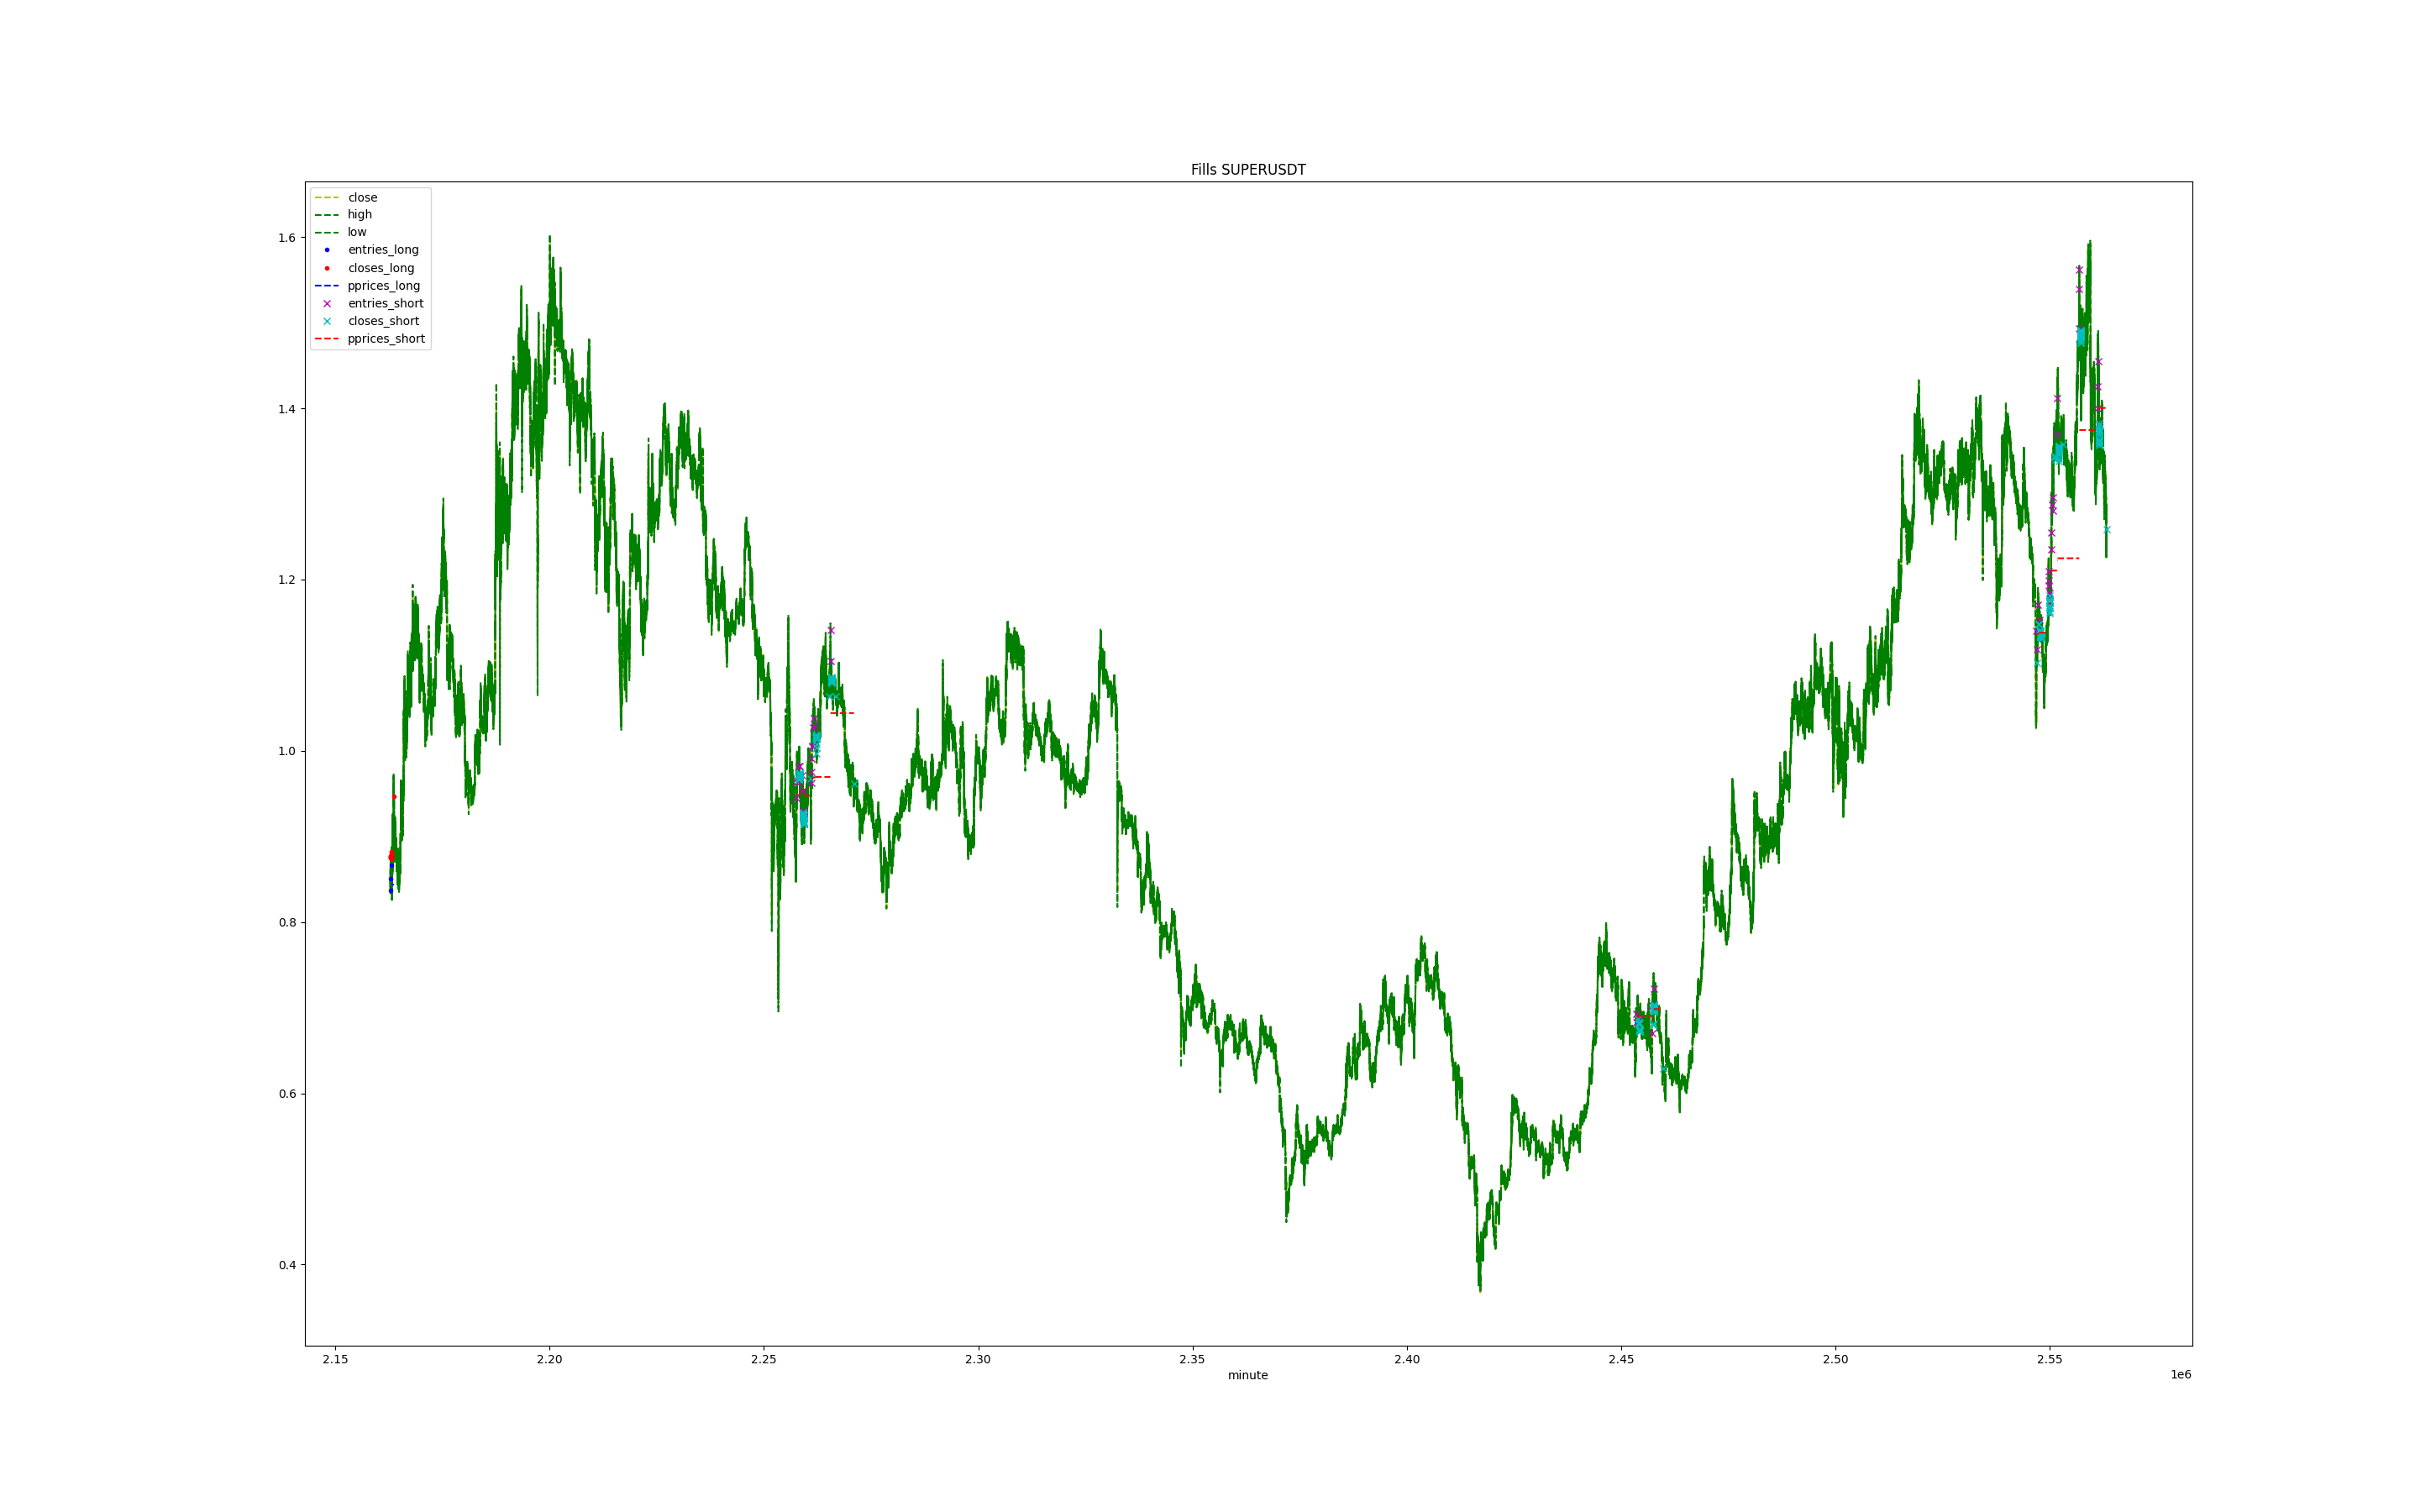 Fills SUPERUSDT
close
high
low
entries_long
closes_long
pprices_long
entries_short
closes_short
pprices_short
1.6
1.4
1.2
1.0
0.8
0.6
0.4
2.15 2.20 2.25 2.30 2.35 2.40 2.45 2.50 2.55
minute
1e6